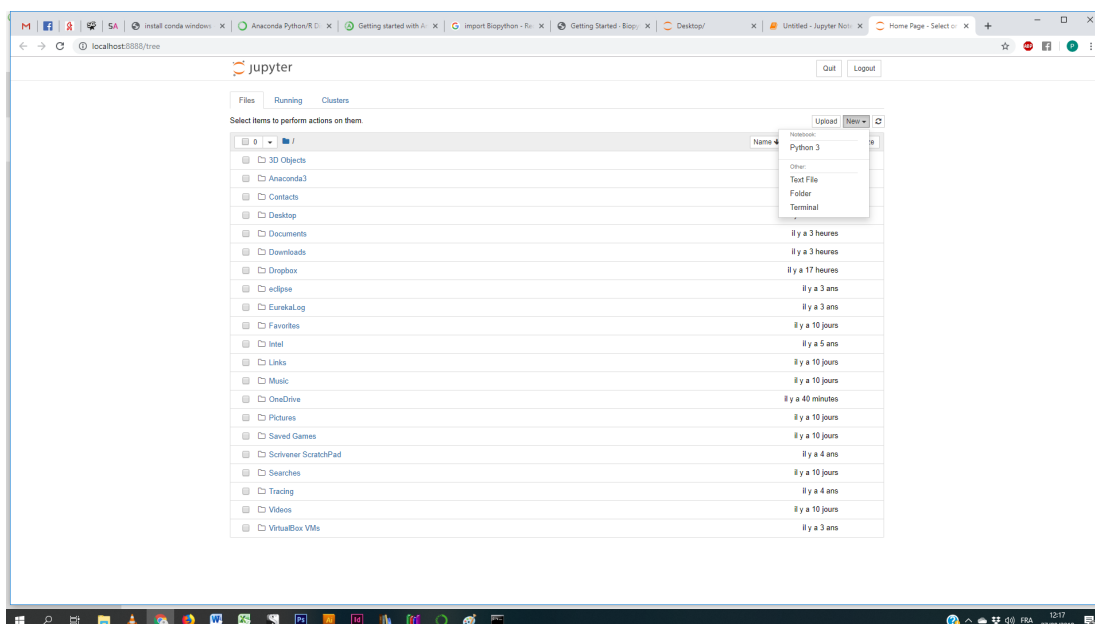 SA install conda windows Anaconda Python/R D Getting started with A import Biopython - Re Getting Started - Biop Desktop/ Untitled - Jupyter Note Home Page - Select or
localhost:8888/tree
jupyter Quit Logout
Files Running Clusters
Select items to perform actions on them. Upload New
0 / Name
Notebook:
Python 3
Other:
Text File
Folder
Terminal
3D Objects
Anaconda3
Contacts
Desktop
Documents il y a 3 heures
Downloads il y a 3 heures
Dropbox il y a 17 heures
eclipse il y a 3 ans
EurekaLog il y a 3 ans
Favorites il y a 10 jours
Intel il y a 5 ans
Links il y a 10 jours
Music il y a 10 jours
OneDrive il y a 40 minutes
Pictures il y a 10 jours
Saved Games il y a 10 jours
Scrivener ScratchPad il y a 4 ans
Searches il y a 10 jours
Tracing il y a 4 ans
Videos il y a 10 jours
VirtualBox VMs il y a 3 ans
FRA 12:17